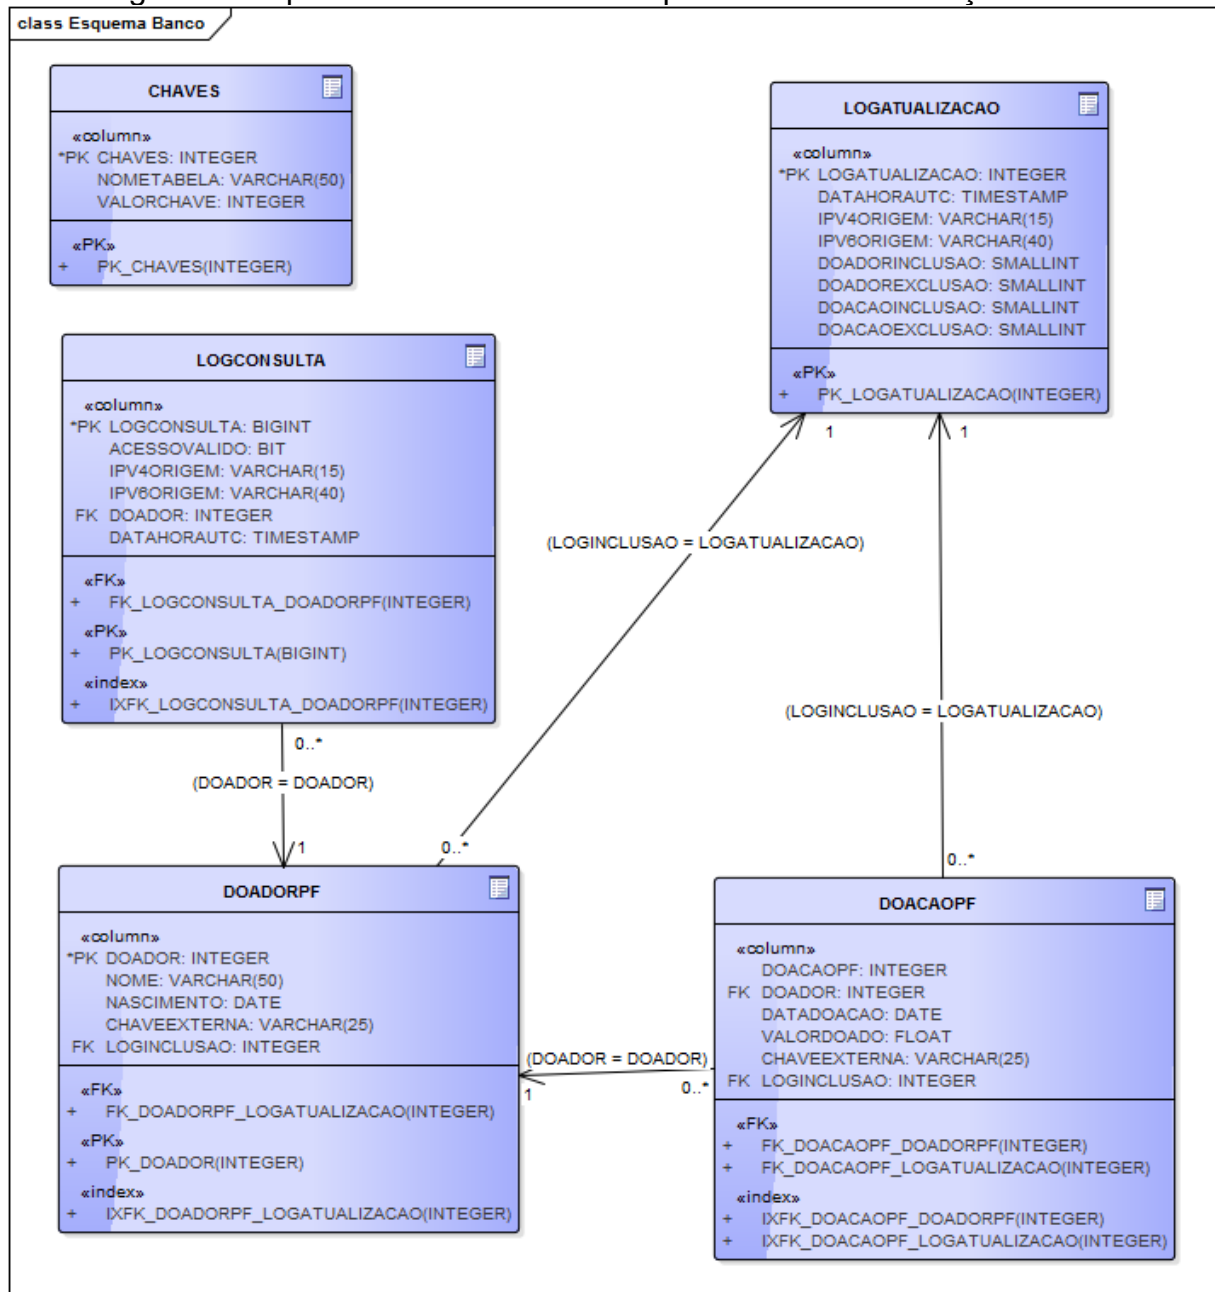 class Esquema Banco
CHAVES
«column»
*PK CHAVES: INTEGER
NOMETABELA: VARCHAR(50)
VALORCHAVE: INTEGER
«PK»
+ PK_CHAVES(INTEGER)
LOGATUALIZACAO
«column»
*PK LOGATUALIZACAO: INTEGER
DATAHORAUTC: TIMESTAMP
IPV4ORIGEM: VARCHAR(15)
IPV6ORIGEM: VARCHAR(40)
DOADORINCLUSAO: SMALLINT
DOADOREXCLUSAO: SMALLINT
DOACAOINCLUSAO: SMALLINT
DOACAOEXCLUSAO: SMALLINT
«PK»
+ PK_LOGATUALIZACAO(INTEGER)
1
1
LOGCONSULTA
«column»
*PK LOGCONSULTA: BIGINT
ACESSOVALIDO: BIT
IPV4ORIGEM: VARCHAR(15)
IPV6ORIGEM: VARCHAR(40)
FK DOADOR: INTEGER
DATAHORAUTC: TIMESTAMP
«FK»
+ FK_LOGCONSULTA_DOADORPF(INTEGER)
«PK»
+ PK_LOGCONSULTA(BIGINT)
«index»
+ IXFK_LOGCONSULTA_DOADORPF(INTEGER)
(LOGINCLUSAO = LOGATUALIZACAO)
(LOGINCLUSAO = LOGATUALIZACAO)
0..*
(DOADOR = DOADOR)
1
0..*
0..*
DOADORPF
«column»
*PK DOADOR: INTEGER
NOME: VARCHAR(50)
NASCIMENTO: DATE
CHAVEEXTERNA: VARCHAR(25)
FK LOGINCLUSAO: INTEGER
«FK»
+ FK_DOADORPF_LOGATUALIZACAO(INTEGER)
«PK»
+ PK_DOADOR(INTEGER)
«index»
+ IXFK_DOADORPF_LOGATUALIZACAO(INTEGER)
(DOADOR = DOADOR)
1
0..*
DOACAOPF
«column»
DOACAOPF: INTEGER
FK DOADOR: INTEGER
DATADOACAO: DATE
VALORDOADO: FLOAT
CHAVEEXTERNA: VARCHAR(25)
FK LOGINCLUSAO: INTEGER
«FK»
+ FK_DOACAOPF_DOADORPF(INTEGER)
+ FK_DOACAOPF_LOGATUALIZACAO(INTEGER)
«index»
+ IXFK_DOACAOPF_DOADORPF(INTEGER)
+ IXFK_DOACAOPF_LOGATUALIZACAO(INTEGER)